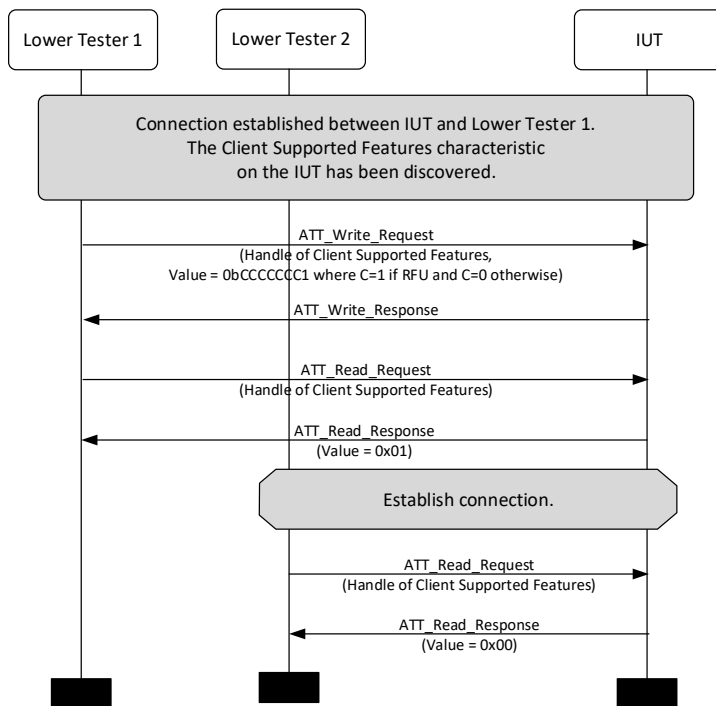 Lower Tester 1
Lower Tester 2
IUT
Connection established between IUT and Lower Tester 1.
The Client Supported Features characteristic
on the IUT has been discovered.
ATT_Write_Request
(Handle of Client Supported Features,
Value = 0bCCCCCCC1 where C=1 if RFU and C=0 otherwise)
ATT_Write_Response
ATT_Read_Request
(Handle of Client Supported Features)
ATT_Read_Response
(Value = 0x01)
Establish connection.
ATT_Read_Request
(Handle of Client Supported Features)
ATT_Read_Response
(Value = 0x00)